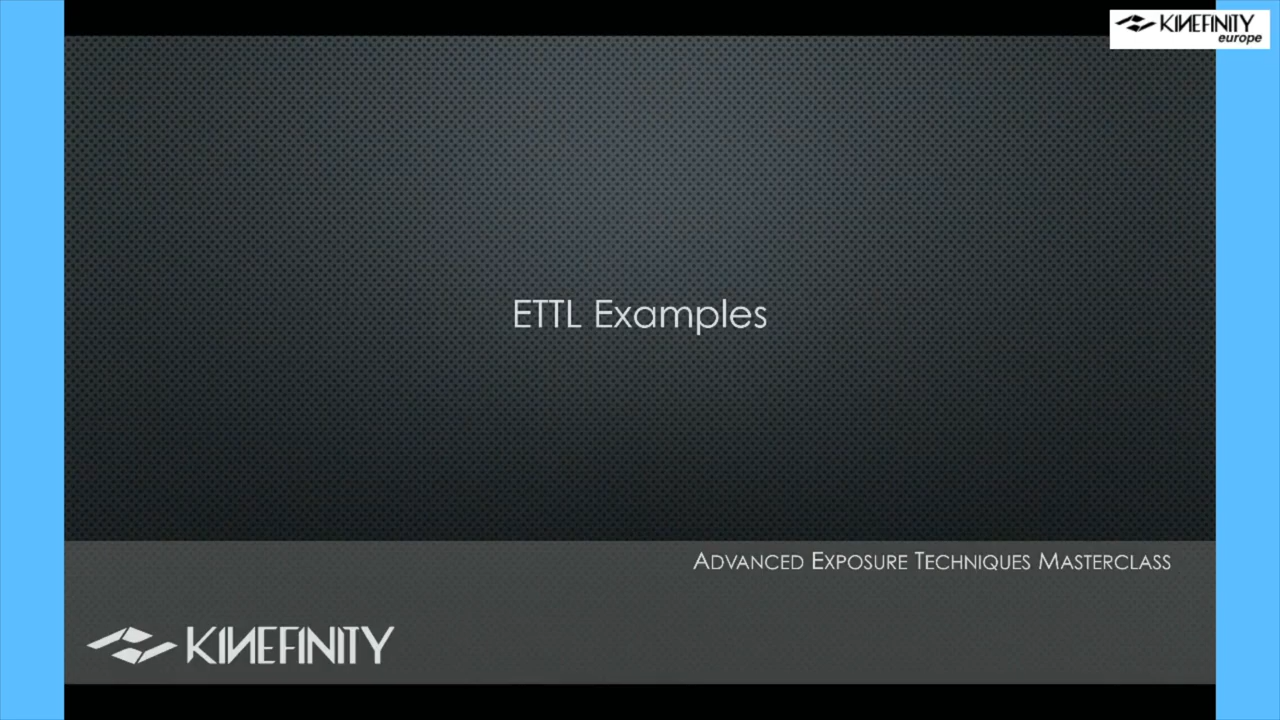 KINEFINITY
europe
ETTL Examples
ADVANCED EXPOSURE TECHNIQUES MASTERCLASS
KINEFINITY